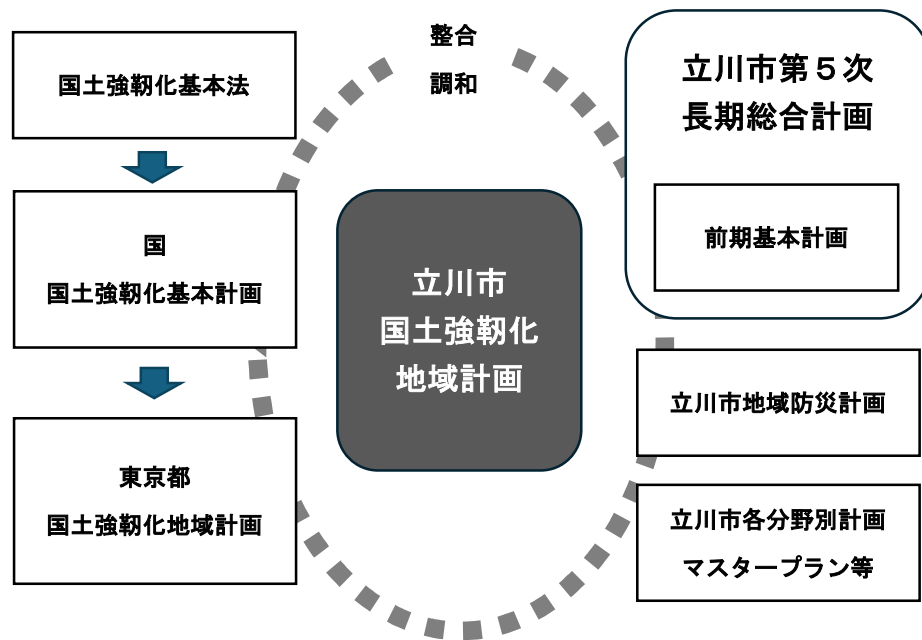 整合
調和
国土強靭化基本法
国
国土強靭化基本計画
東京都
国土強靭化地域計画
立川市
国土強靭化
地域計画
立川市第５次
長期総合計画
前期基本計画
立川市地域防災計画
立川市各分野別計画
マスタープラン等